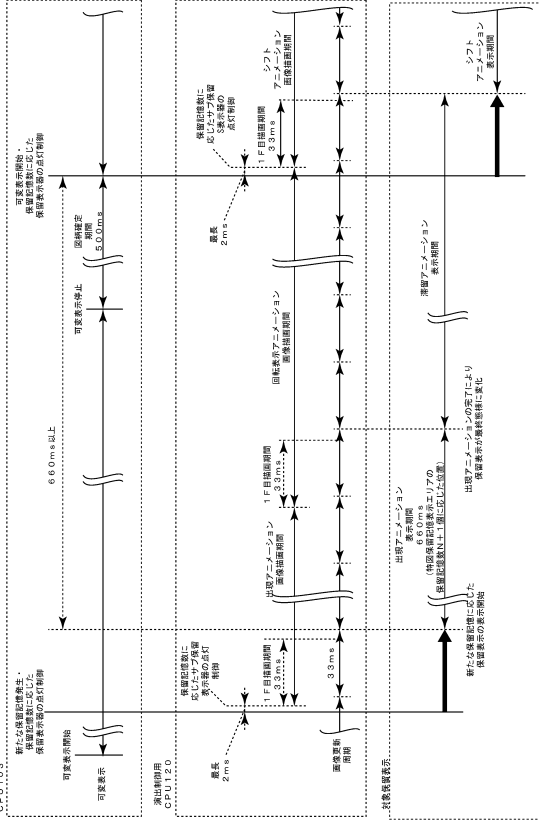 CPU103
新たな保留記憶発生・
保留記憶数に応じた
保留表示器の点灯制御
可変表示開始・
保留記憶数に応じた
保留表示器の点灯制御
660ms以上
可変表示開始
可変表示停止
図柄確定
期間
500ms
可変表示
演出制御用
CPU120
保留記憶数に
応じたサブ保留
表示器の点灯
制御
保留記憶数に
応じたサブ保留
S表示器の
点灯制御
最長
2ms
最長
2ms
1F目描画期間
33ms
1F目描画期間
33ms
1F目描画期間
33ms
出現アニメーション
画像描画期間
回転表示アニメーション
画像描画期間
シフト
アニメーション
画像描画期間
33ms
画像更新
周期
対象保留表示
出現アニメーション
表示期間
660ms
(特図保留記憶表示エリアの
保留記憶数N+1個に応じた位置)
滞留アニメーション
表示期間
シフト
アニメーション
表示期間
新たな保留記憶に応じた
保留表示の表示開始
出現アニメーションの完了により
保留表示が最終態様に変化